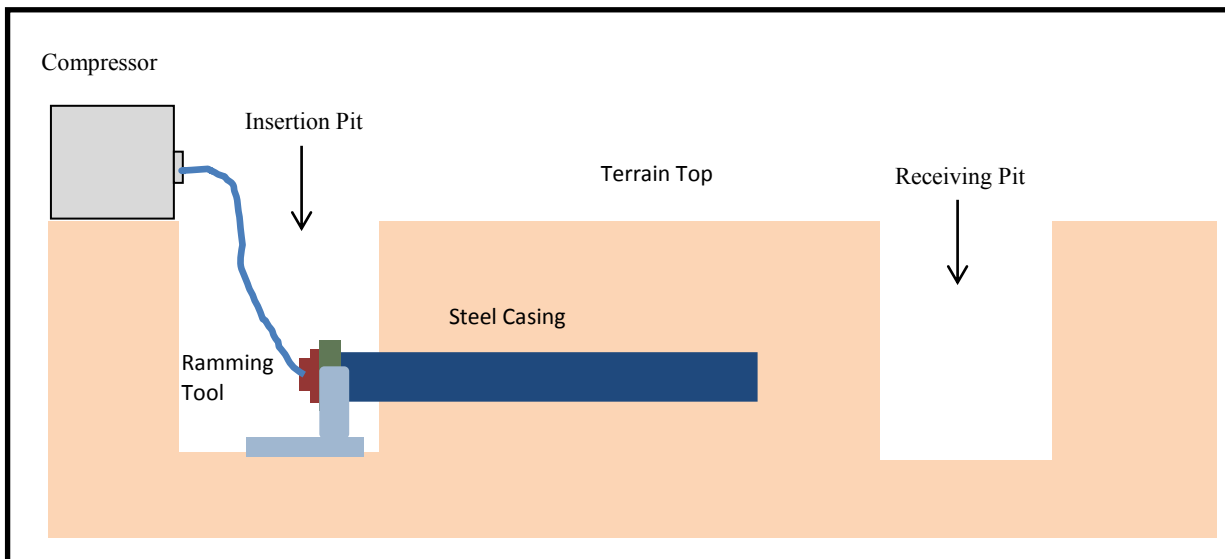 Compressor
Insertion Pit
Terrain Top
Receiving Pit
Steel Casing
Ramming
Tool